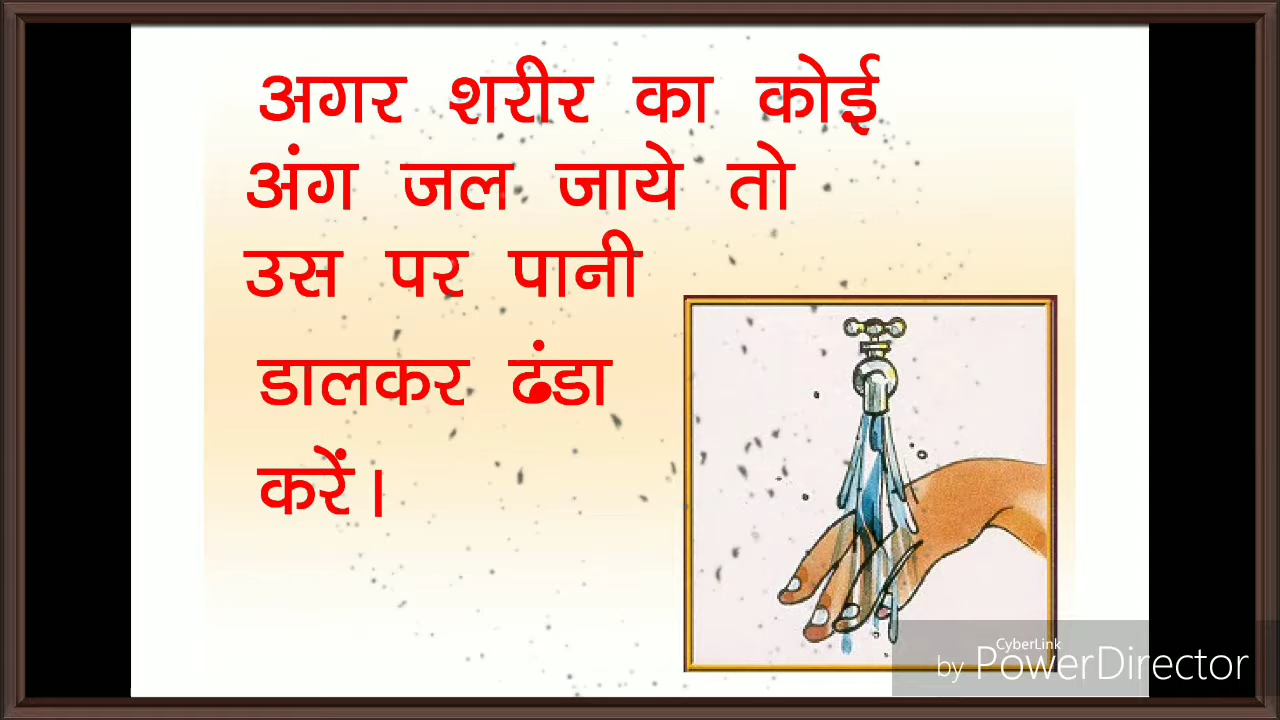 अगर शरीर का कोई
अंग जल जाये तो
उस पर पानी
डालकर ढंडा
करें।
CyberLink
by PowerDirector